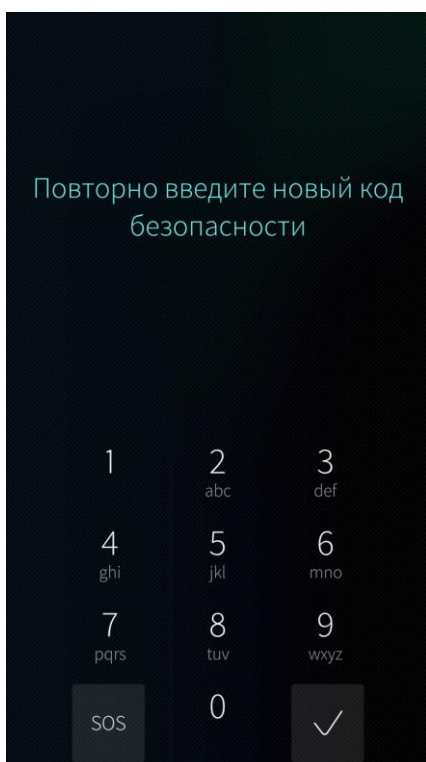 Повторно введите новый код
безопасности
1 2 3
abc def
4 5 6
ghi jkl mno
7 8 9
pqrs tuv wxyz
SOS 0